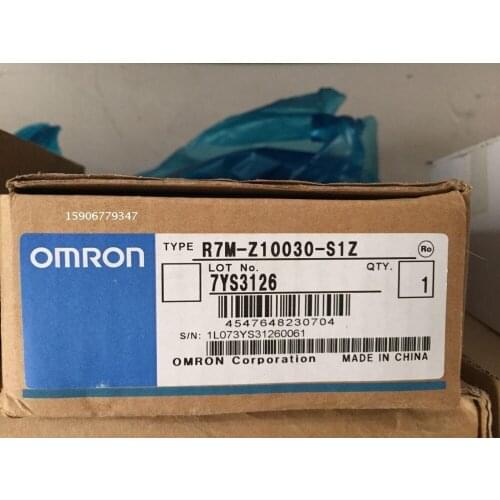 15906779347
OMRON
TYPE R7M-Z10030-S1Z Ro
LOT No. QTY.
7YS3126 1
4547648230704
S/N: 1L073YS31260061
OMRON Corporation MADE IN CHINA